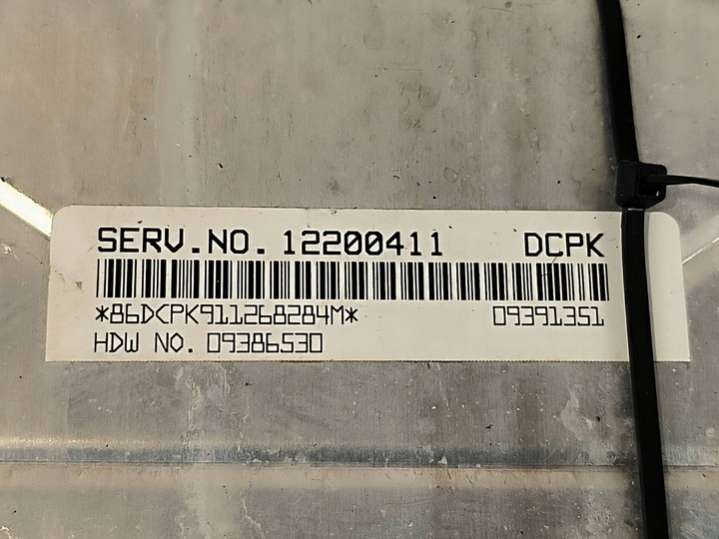 SERV.NO. 12200411 DCPK
*86DCPK911268284M* 09391351
HDW NO. 09386530